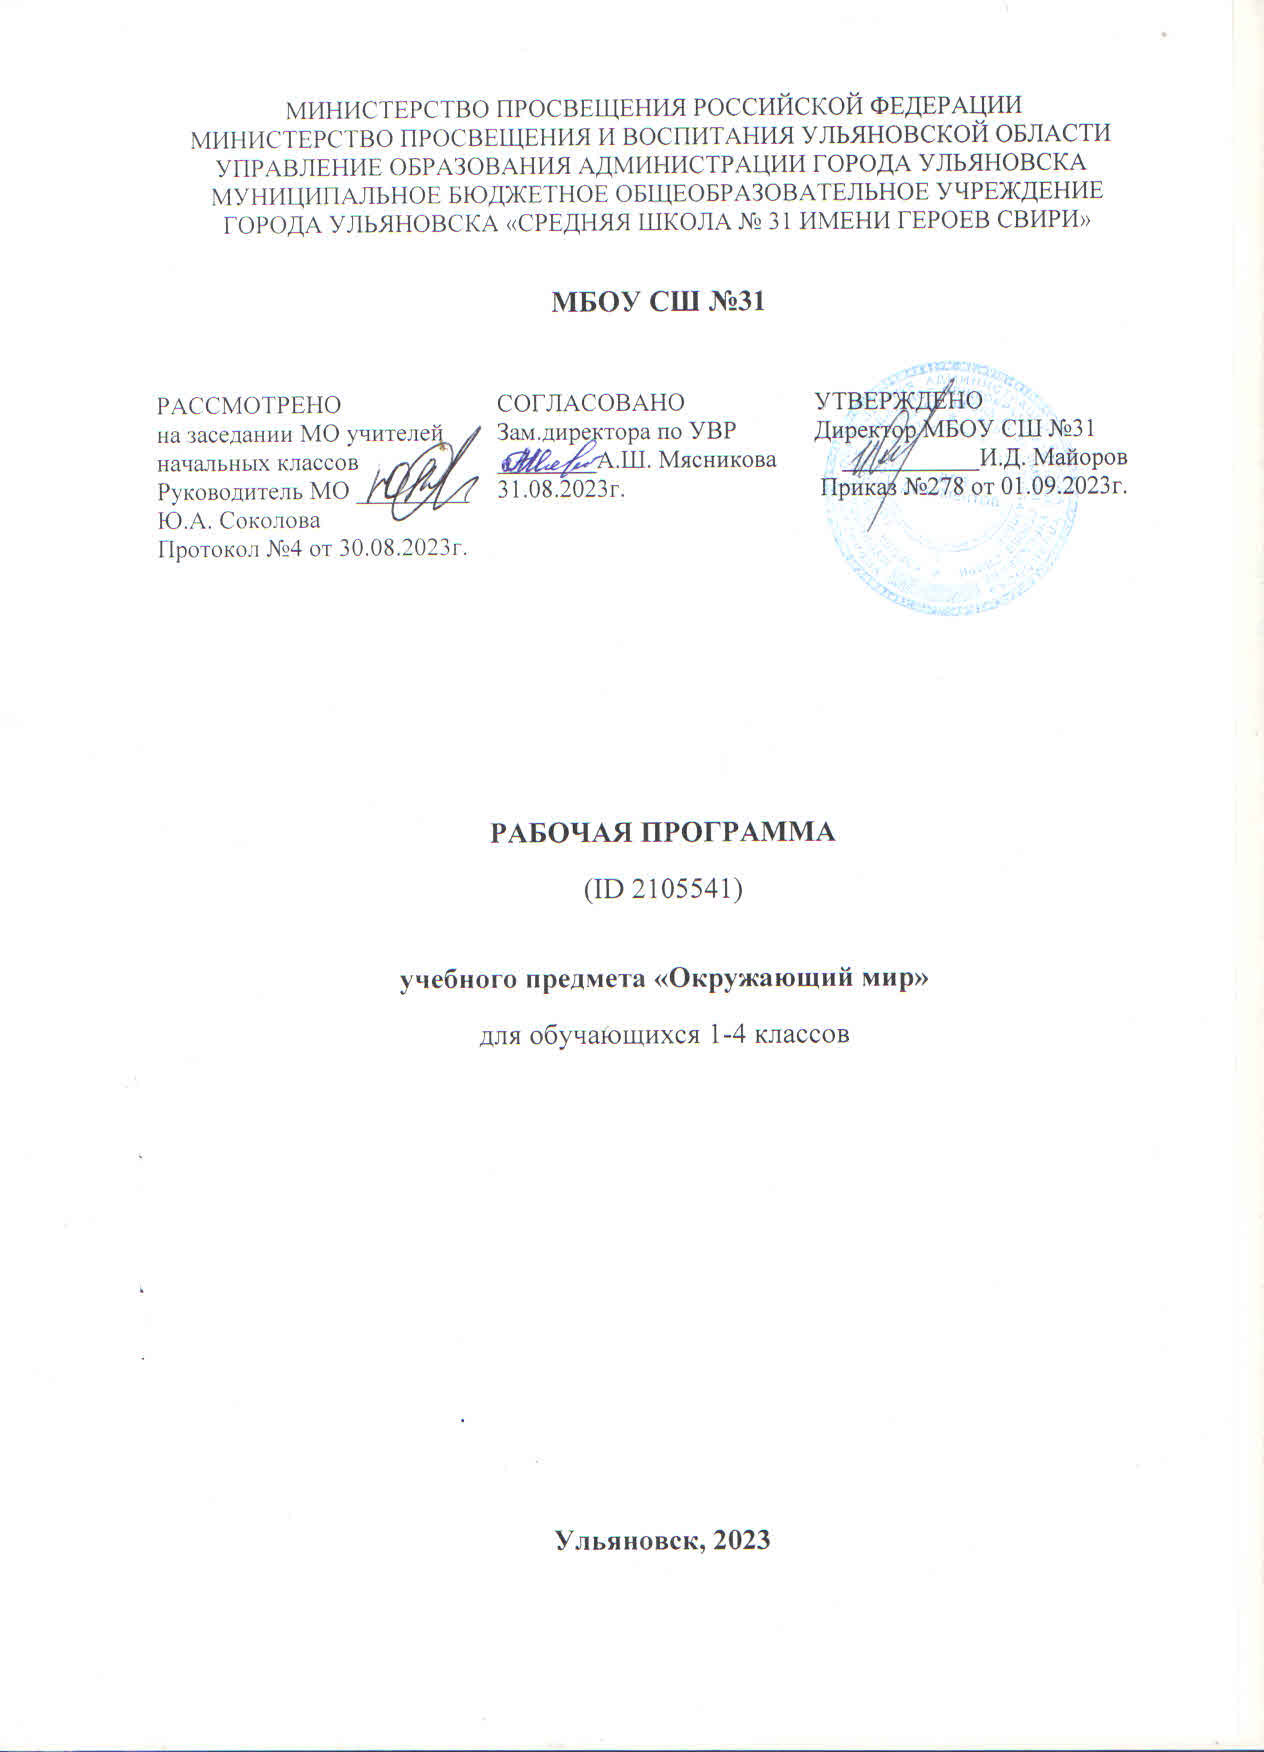 МИНИСТЕРСТВО ПРОСВЕЩЕНИЯ РОССИЙСКОЙ ФЕДЕРАЦИИ
МИНИСТЕРСТВО ПРОСВЕЩЕНИЯ И ВОСПИТАНИЯ УЛЬЯНОВСКОЙ ОБЛАСТИ
УПРАВЛЕНИЕ ОБРАЗОВАНИЯ АДМИНИСТРАЦИИ ГОРОДА УЛЬЯНОВСКА
МУНИЦИПАЛЬНОЕ БЮДЖЕТНОЕ ОБЩЕОБРАЗОВАТЕЛЬНОЕ УЧРЕЖДЕНИЕ
ГОРОДА УЛЬЯНОВСКА «СРЕДНЯЯ ШКОЛА № 31 ИМЕНИ ГЕРОЕВ СВИРИ»
МБОУ СШ №31
РАССМОТРЕНО
на заседании МО учителей
начальных классов
Руководитель МО
Ю.А. Соколова
Протокол №4 от 30.08.2023г.
СОГЛАСОВАНО
Зам.директора по УВР
А.Ш. Мясникова
31.08.2023г.
УТВЕРЖДЕНО
Директор МБОУ СШ №31
И.Д. Майоров
Приказ №278 от 01.09.2023г.
РАБОЧАЯ ПРОГРАММА
(ID 2105541)
учебного предмета «Окружающий мир»
для обучающихся 1-4 классов
Ульяновск, 2023